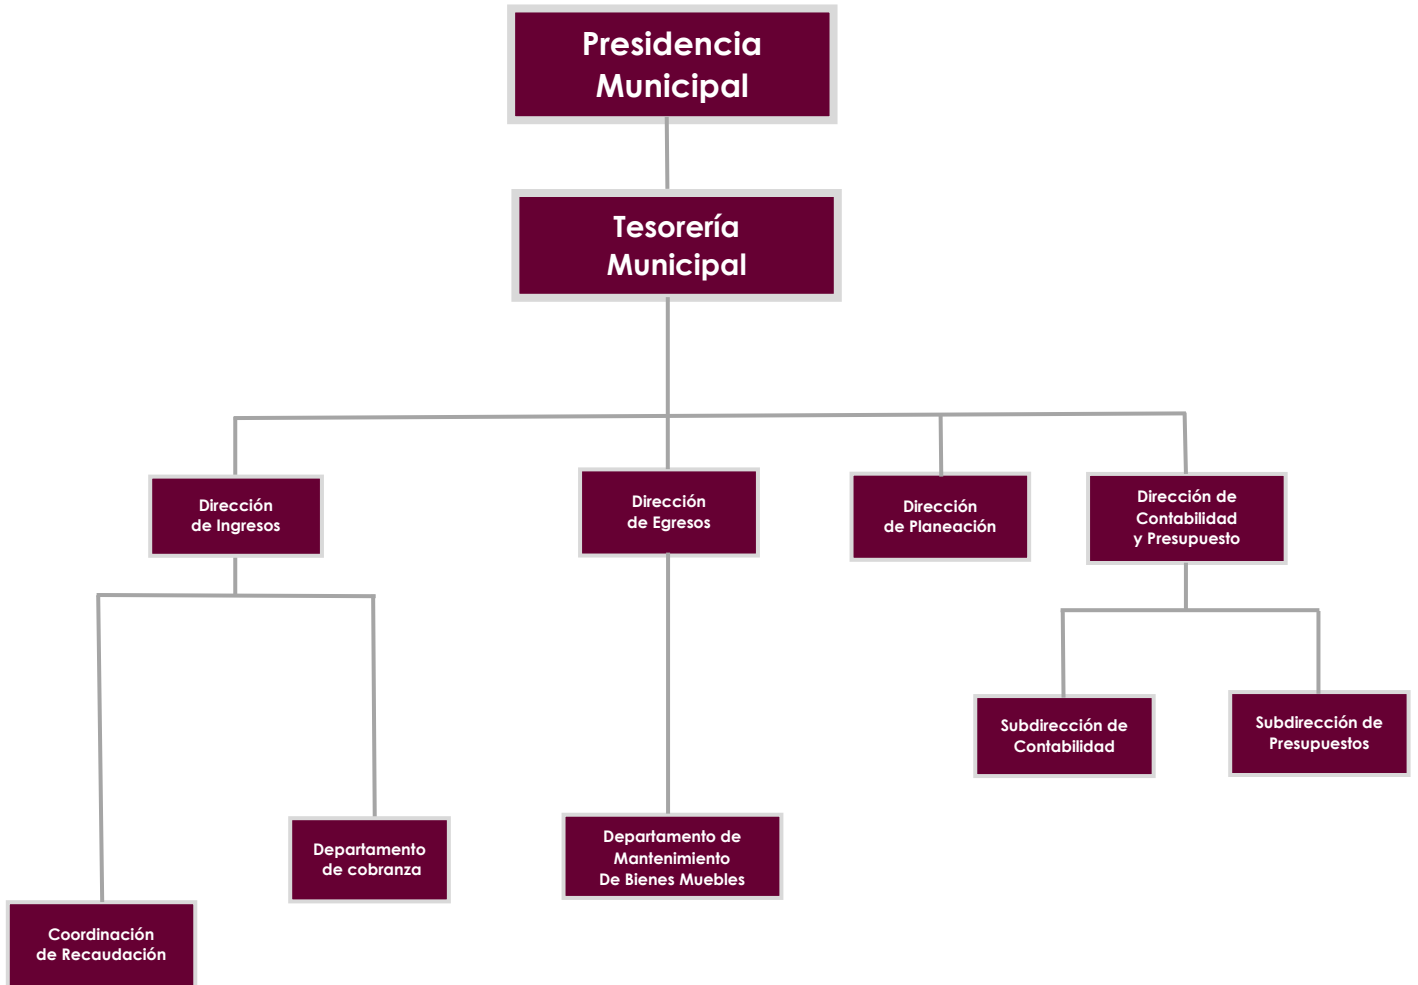 Presidencia
Municipal
Tesorería
Municipal
Dirección
de Ingresos
Dirección
de Egresos
Dirección
de Planeación
Dirección de
Contabilidad
y Presupuesto
Subdirección de
Contabilidad
Subdirección de
Presupuestos
Departamento
de cobranza
Departamento de
Mantenimiento
De Bienes Muebles
Coordinación
de Recaudación